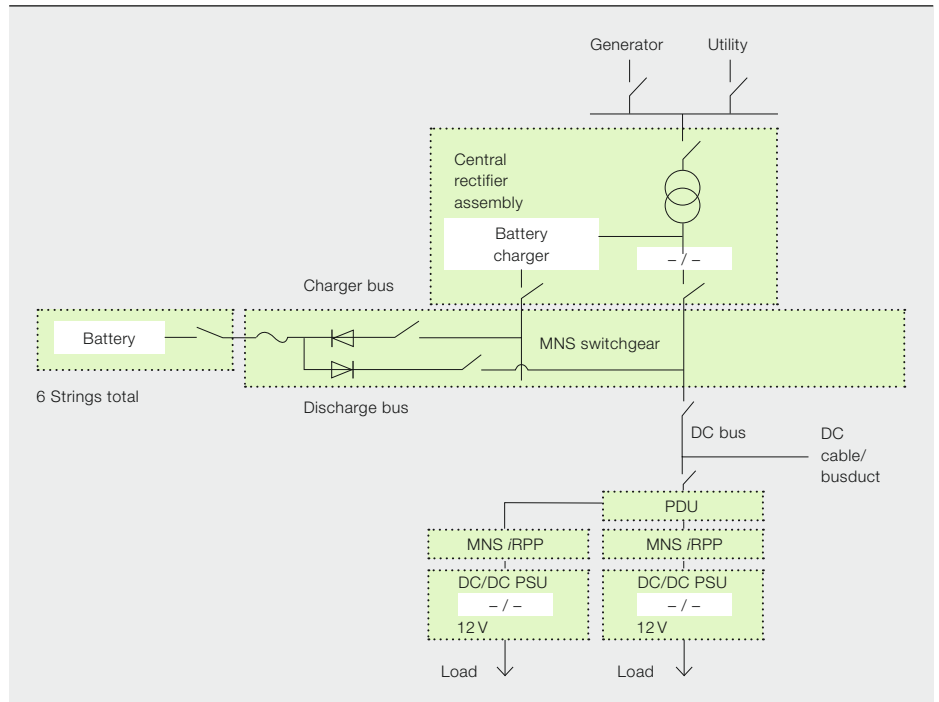 Generator
Utility
Central
rectifier
assembly
Battery
charger
– / –
Charger bus
Battery
MNS switchgear
6 Strings total
Discharge bus
DC bus
DC
cable/
busduct
PDU
MNS iRPP
MNS iRPP
DC/DC PSU
– / –
12 V
DC/DC PSU
– / –
12 V
Load
Load